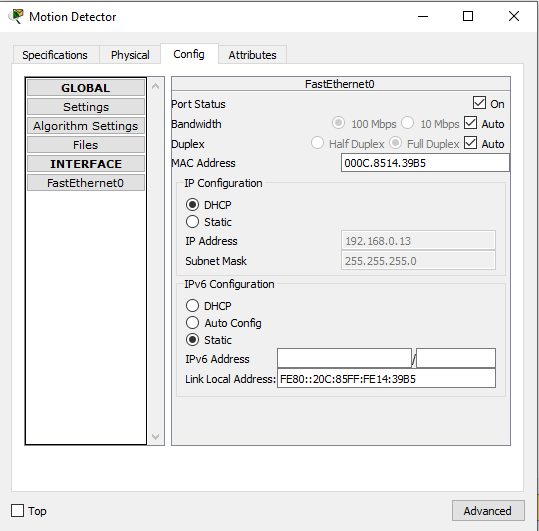 Motion Detector
Specifications Physical Config Attributes
GLOBAL
Settings
Algorithm Settings
Files
INTERFACE
FastEthernet0
FastEthernet0
Port Status On
Bandwidth 100 Mbps 10 Mbps Auto
Duplex Half Duplex Full Duplex Auto
MAC Address 000C.8514.39B5
IP Configuration
DHCP
Static
IP Address 192.168.0.13
Subnet Mask 255.255.255.0
IPv6 Configuration
DHCP
Auto Config
Static
IPv6 Address /
Link Local Address: FE80::20C:85FF:FE14:39B5
Top Advanced